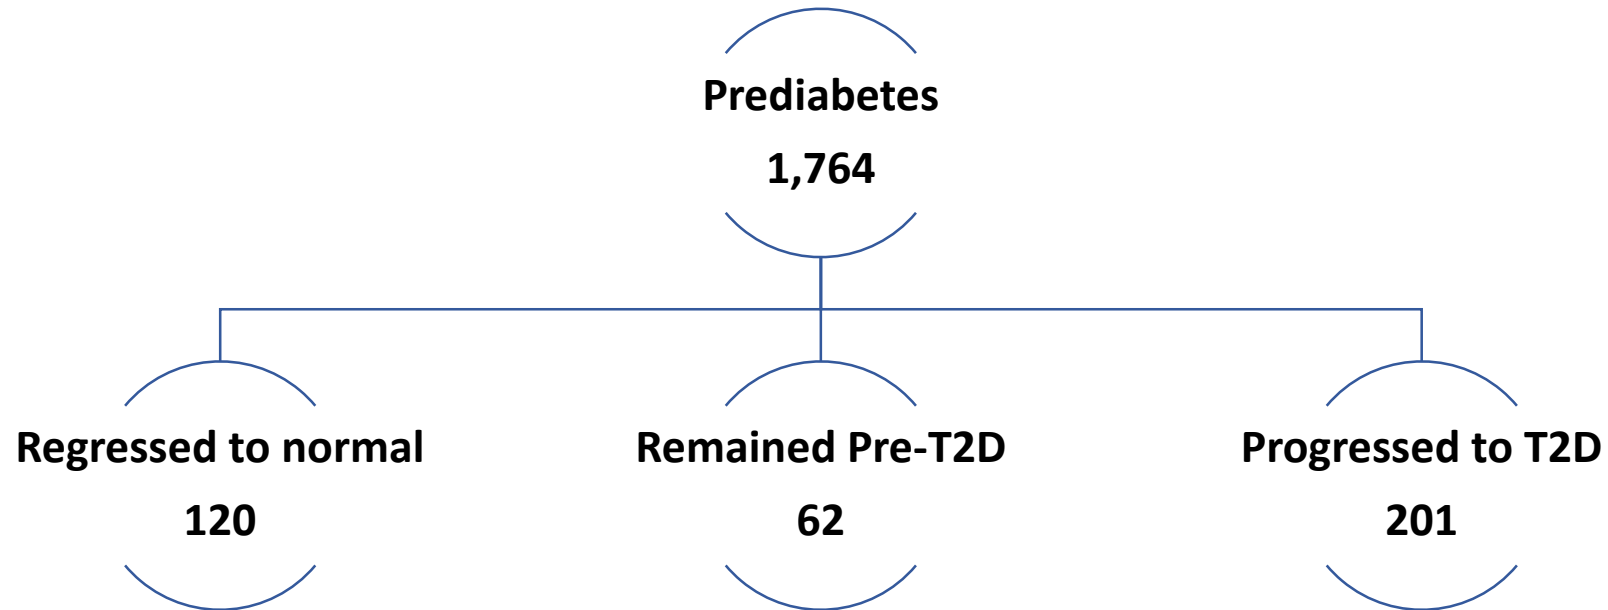 Prediabetes
1,764
Regressed to normal
120
Remained Pre-T2D
62
Progressed to T2D
201